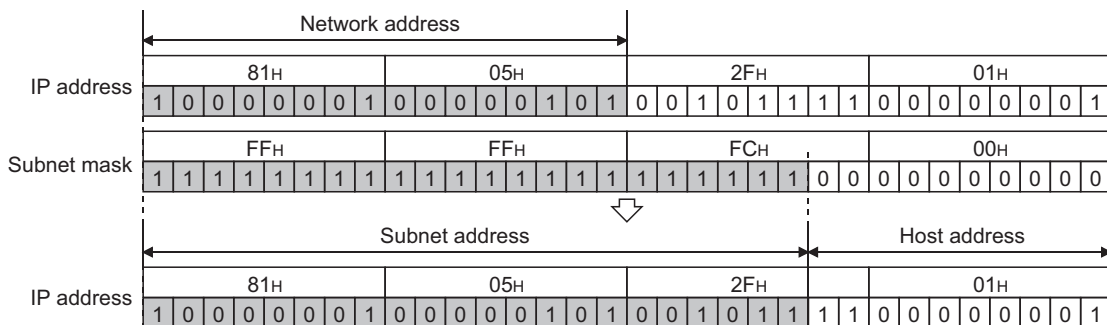 Network address
81H 05H 2FH 01H
IP address
1 0 0 0 0 0 0 1 0 0 0 0 0 1 0 1 0 0 1 0 1 1 1 1 0 0 0 0 0 0 0 1
FFH FFH FCH 00H
Subnet mask
1 1 1 1 1 1 1 1 1 1 1 1 1 1 1 1 1 1 1 1 1 1 0 0 0 0 0 0 0 0 0 0
Subnet address Host address
81H 05H 2FH 01H
IP address
1 0 0 0 0 0 0 1 0 0 0 0 0 1 0 1 0 0 1 0 1 1 1 1 0 0 0 0 0 0 0 1